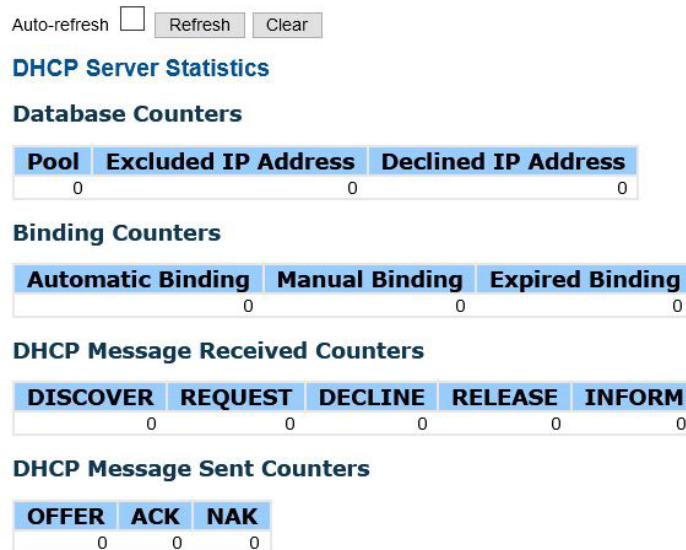 Auto-refresh Refresh Clear
DHCP Server Statistics
Database Counters
Pool Excluded IP Address Declined IP Address
0 0 0
Binding Counters
Automatic Binding Manual Binding Expired Binding
0 0 0
DHCP Message Received Counters
DISCOVER REQUEST DECLINE RELEASE INFORM
0 0 0 0 0
DHCP Message Sent Counters
OFFER ACK NAK
0 0 0